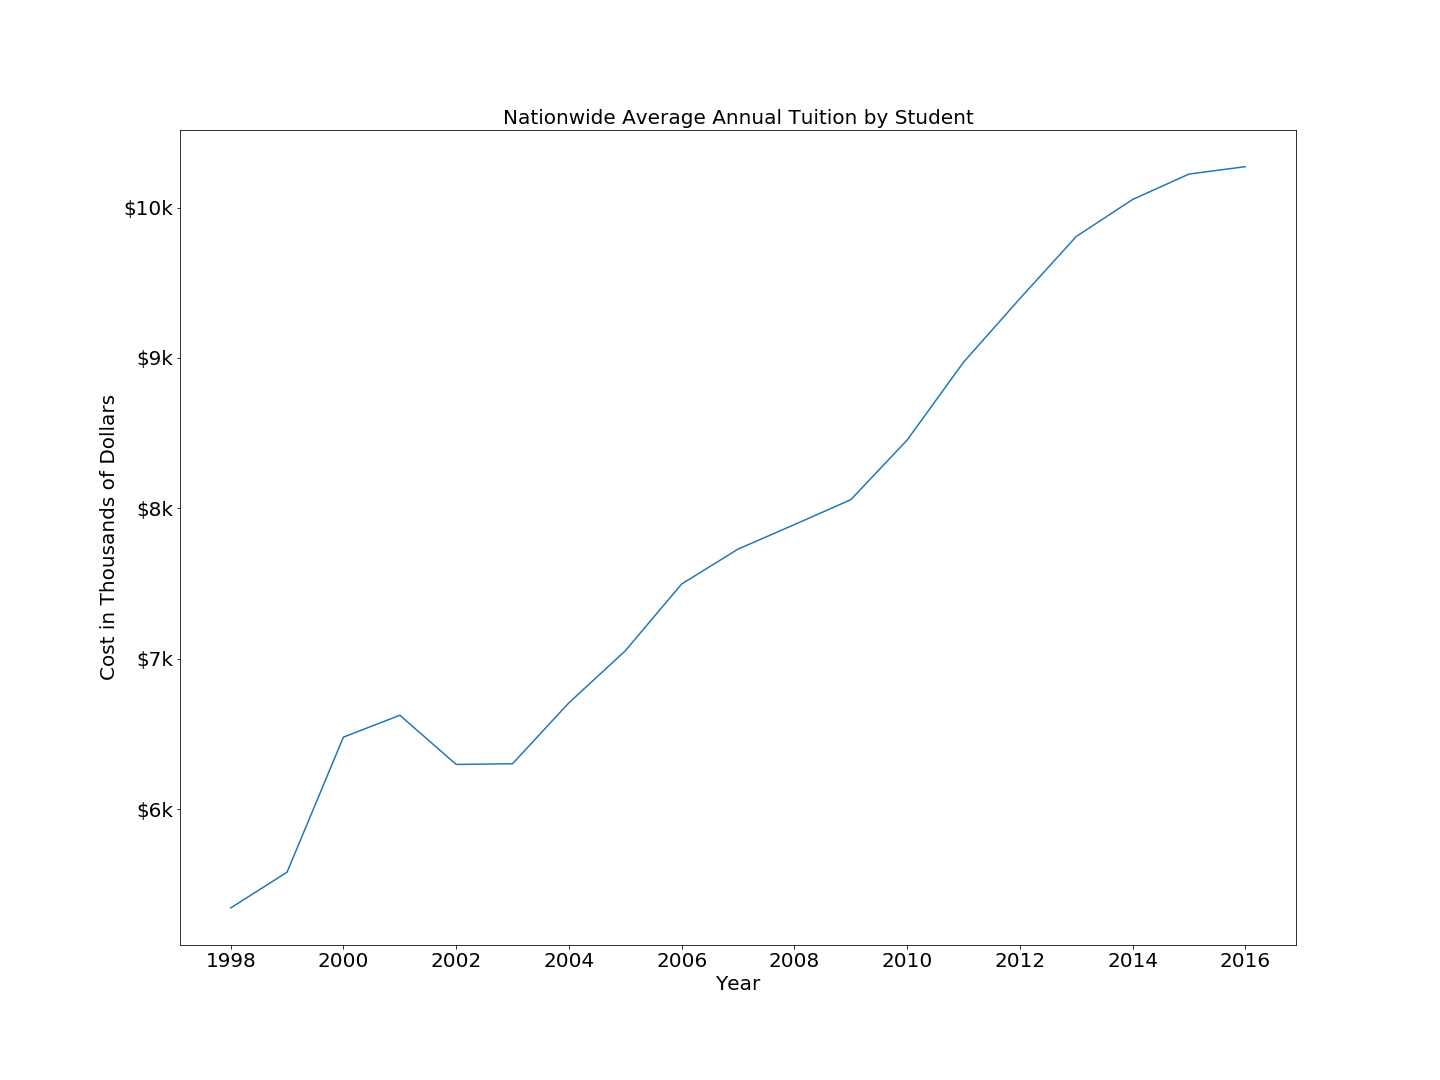 Nationwide Average Annual Tuition by Student
$10k
$9k
$8k
$7k
$6k
Cost in Thousands of Dollars
1998 2000 2002 2004 2006 2008 2010 2012 2014 2016
Year